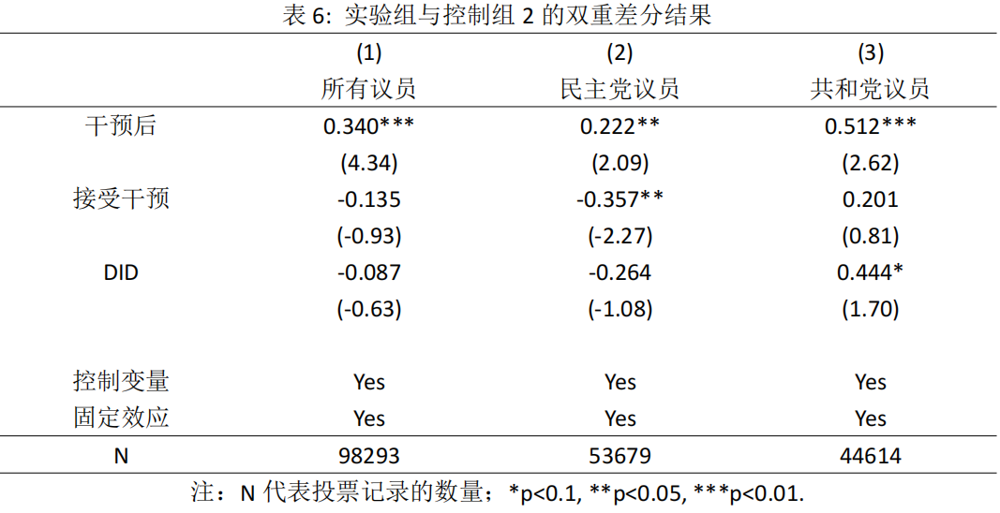 表 6: 实验组与控制组 2 的双重差分结果
(1) (2) (3)
所有议员 民主党议员 共和党议员
干预后 0.340*** 0.222** 0.512***
(4.34) (2.09) (2.62)
接受干预 -0.135 -0.357** 0.201
(-0.93) (-2.27) (0.81)
DID -0.087 -0.264 0.444*
(-0.63) (-1.08) (1.70)
控制变量 Yes Yes Yes
固定效应 Yes Yes Yes
N 98293 53679 44614
注：N 代表投票记录的数量；*p<0.1, **p<0.05, ***p<0.01.